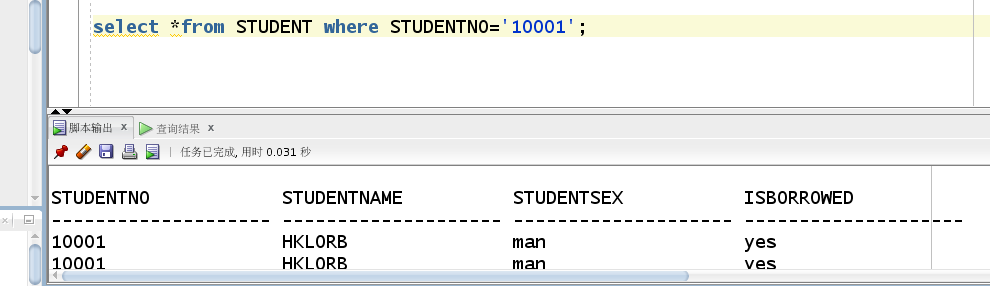 select *from STUDENT where STUDENTNO='10001';
脚本输出 x 查询结果 x
任务已完成, 用时 0.031 秒
STUDENTNO STUDENTNAME STUDENTSEX ISBORROWED
-------------------- -------------------- -------------------- --------------------
10001 HKLORB man yes
10001 HKLORB man yes